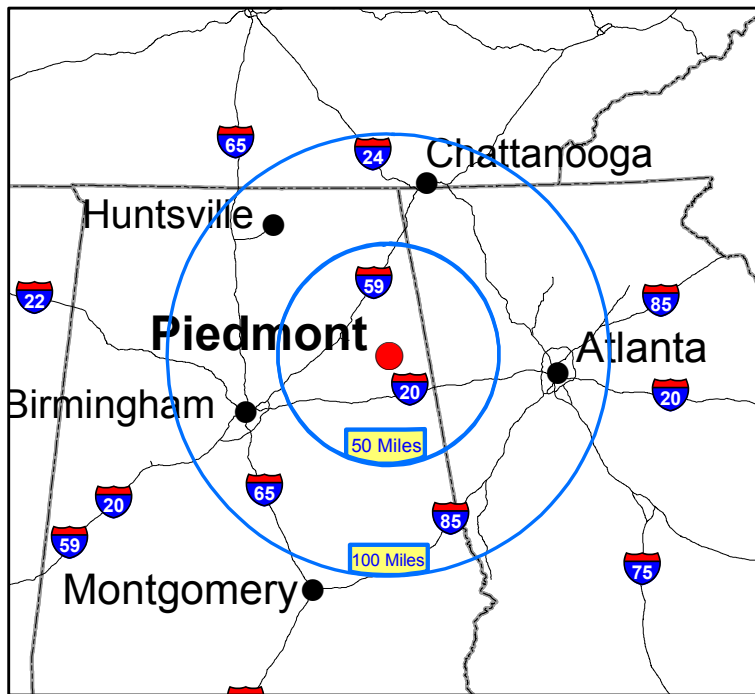 65
24
Chattanooga
Huntsville
59
22
85
Piedmont
Atlanta
20
20
Birmingham
50 Miles
65
20
85
59
100 Miles
75
Montgomery